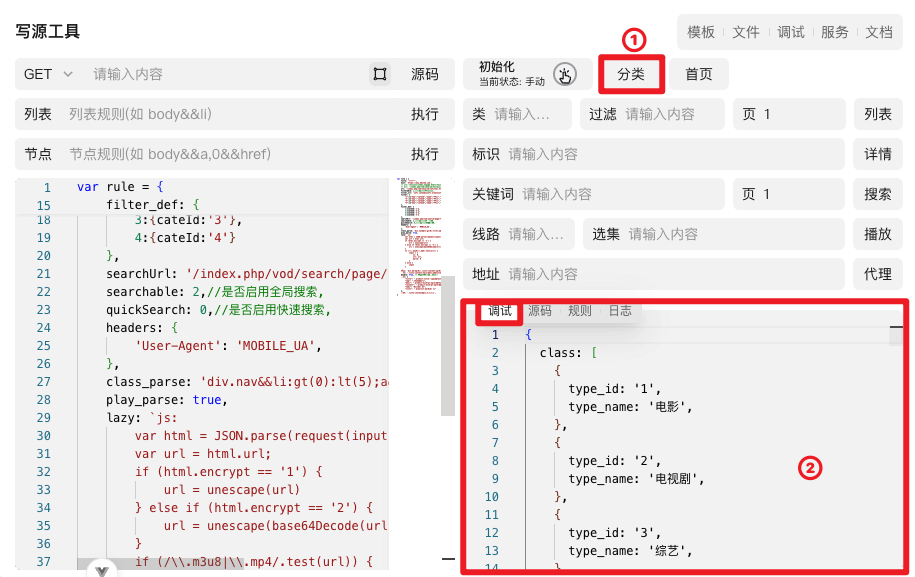 写源工具
模板 文件 调试 服务 文档
①
GET 请输入内容 源码
初始化
当前状态: 手动
分类 首页
列表 列表规则(如 body&&li) 执行
类 请输入... 过滤 请输入内容 页 1 列表
节点 节点规则(如 body&&a,0&&href) 执行
标识 请输入内容 详情
关键词 请输入内容 页 1 搜索
线路 请输入... 选集 请输入内容 播放
地址 请输入内容 代理
1 var rule = {
15 filter_def: {
18 3:{cateId:'3'},
19 4:{cateId:'4'}
20 },
21 searchUrl: '/index.php/vod/search/page/
22 searchable: 2,//是否启用全局搜索,
23 quickSearch: 0,//是否启用快速搜索,
24 headers: {
25 'User-Agent': 'MOBILE_UA',
26 },
27 class_parse: 'div.nav&&li:gt(0):lt(5);a&
28 play_parse: true,
29 lazy: `js:
30 var html = JSON.parse(request(input
31 var url = html.url;
32 if (html.encrypt == '1') {
33 url = unescape(url)
34 } else if (html.encrypt == '2') {
35 url = unescape(base64Decode(url
36 }
37 if (/\\.m3u8|\\.mp4/.test(url)) {
调试 源码 规则 日志
1 {
2 class: [
3 {
4 type_id: '1',
5 type_name: '电影',
6 },
7 {
8 type_id: '2',
9 type_name: '电视剧',
10 },
11 {
12 type_id: '3',
13 type_name: '综艺',
14 }
②